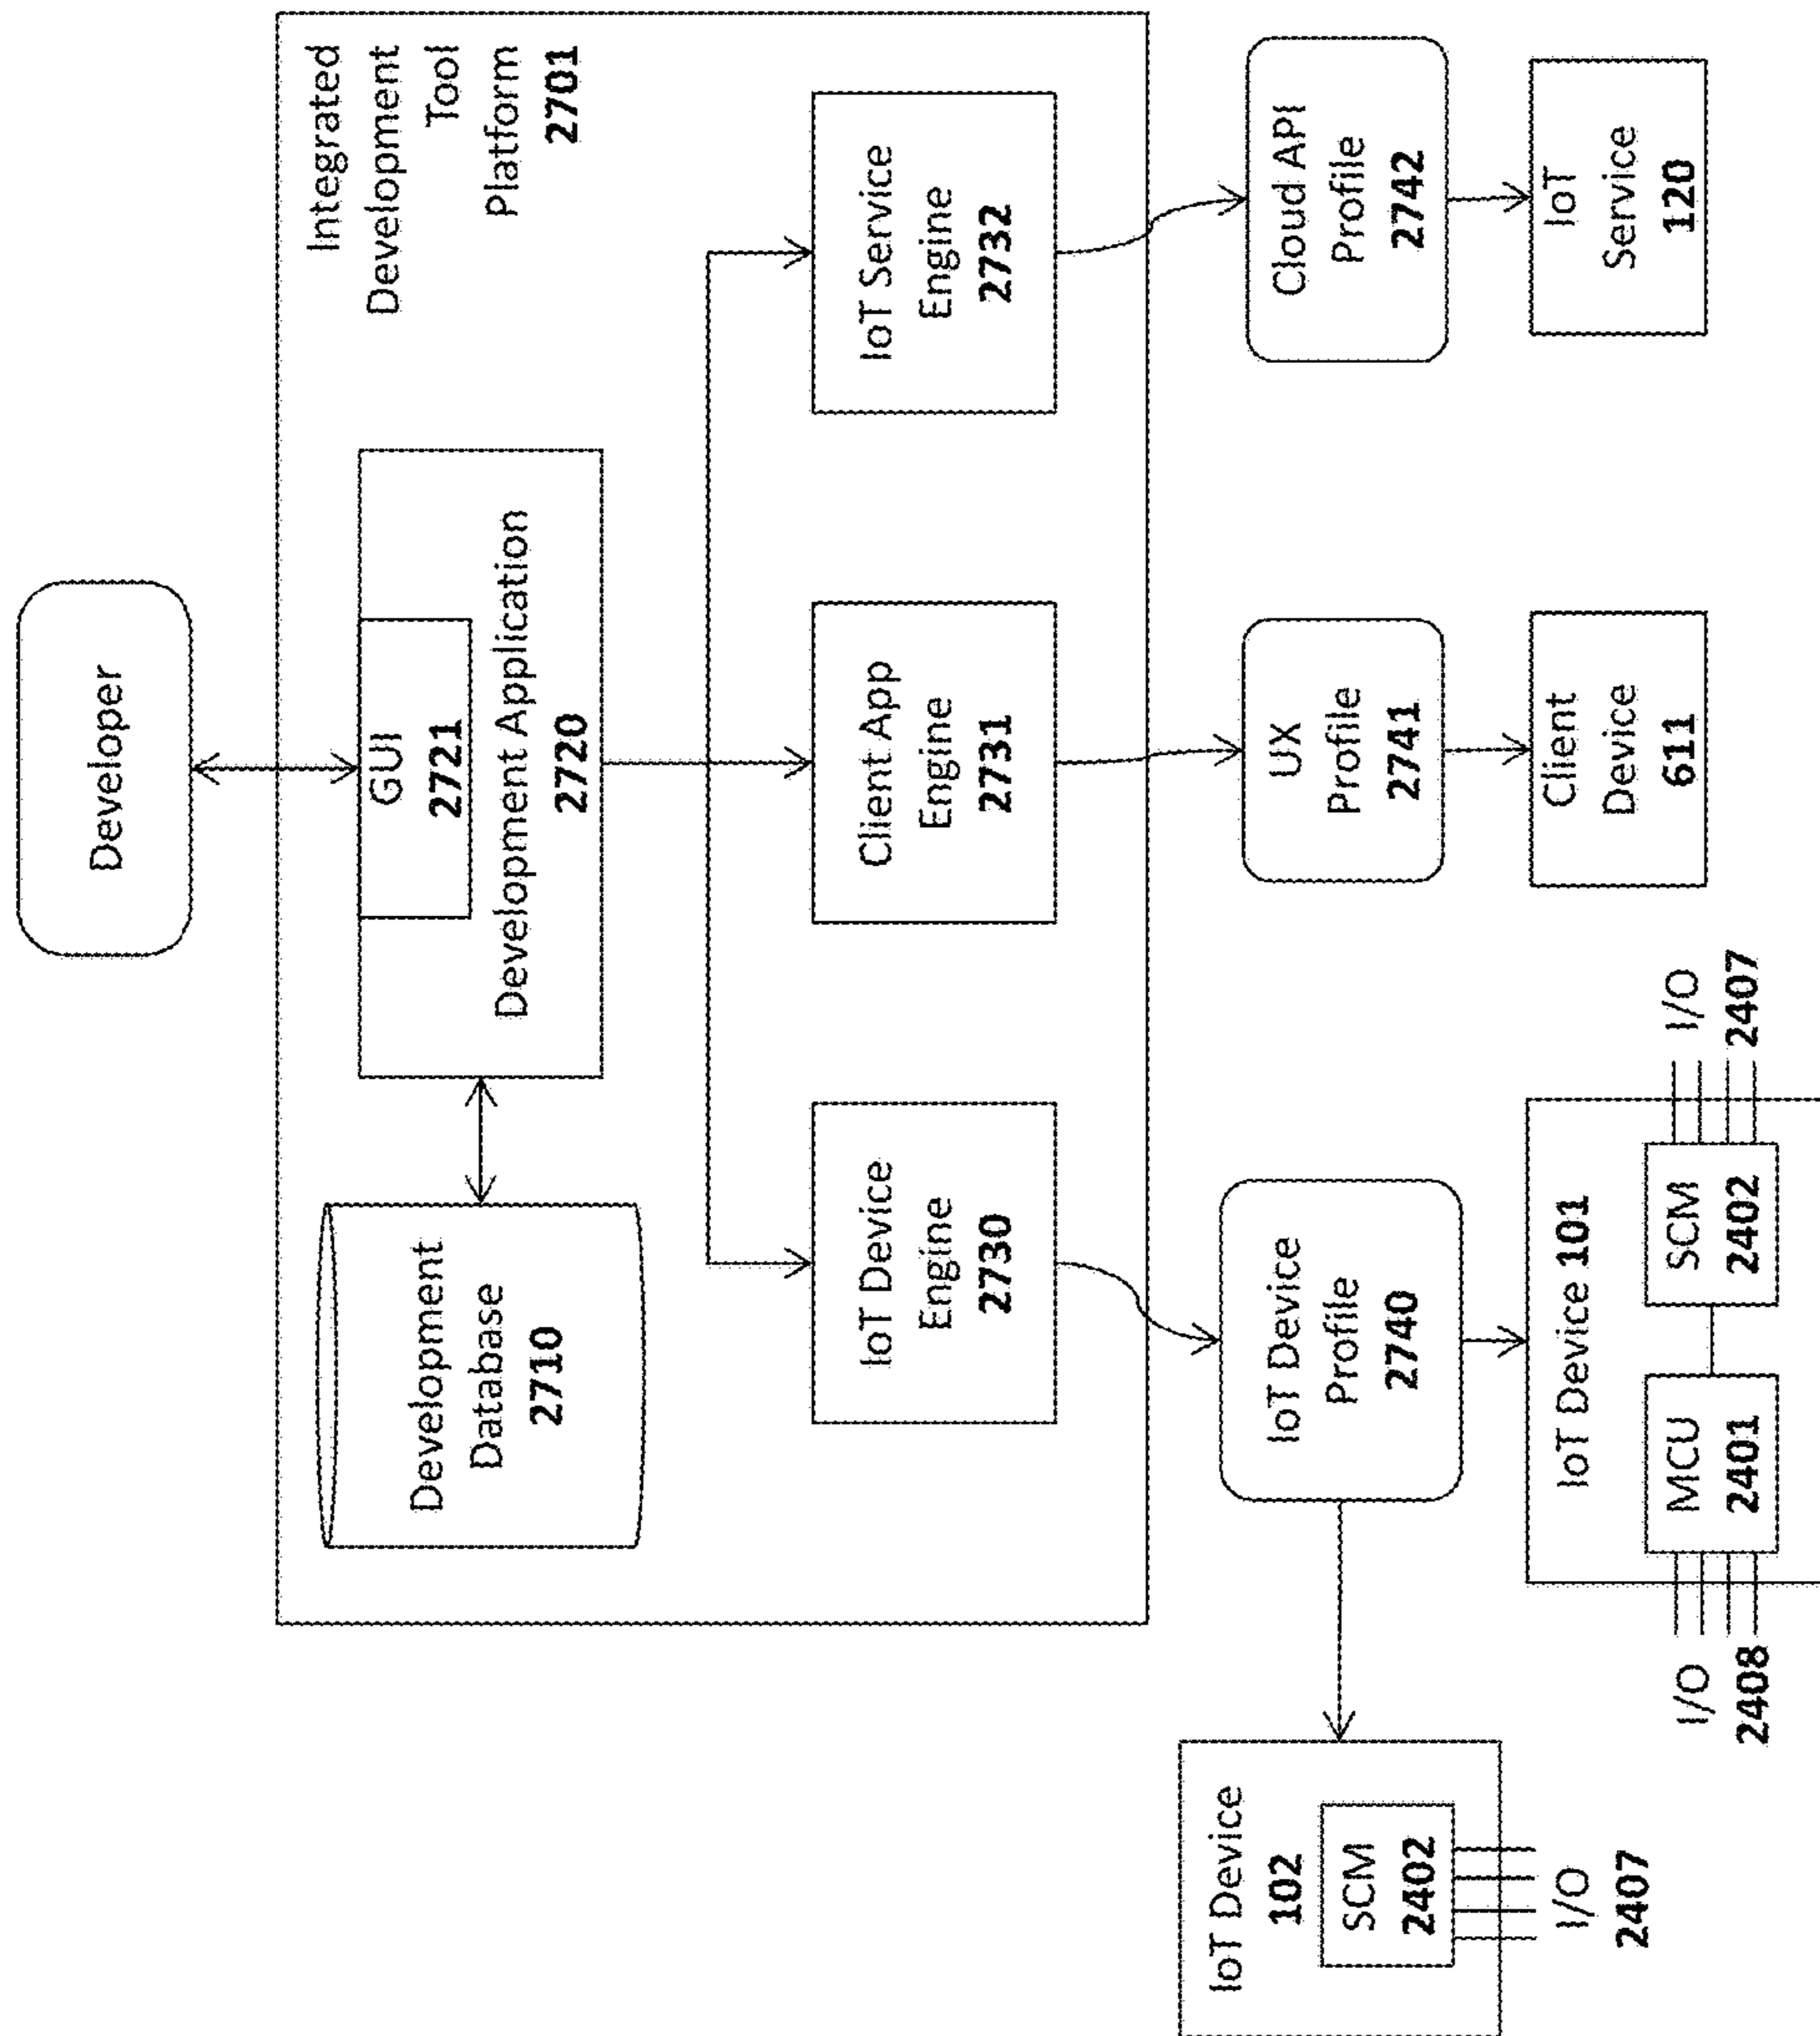 Developer
Integrated
Development
Tool
Platform
2701
GUI
2721
Development Application
2720
Development
Database
2710
IoT Device
Engine
2730
Client App
Engine
2731
IoT Service
Engine
2732
IoT Device
Profile
2740
UX
Profile
2741
Cloud API
Profile
2742
IoT Device
102
SCM
2402
I/O
2407
IoT Device 101
MCU
2401
SCM
2402
I/O
2408
I/O
2407
Client
Device
611
IoT
Service
120